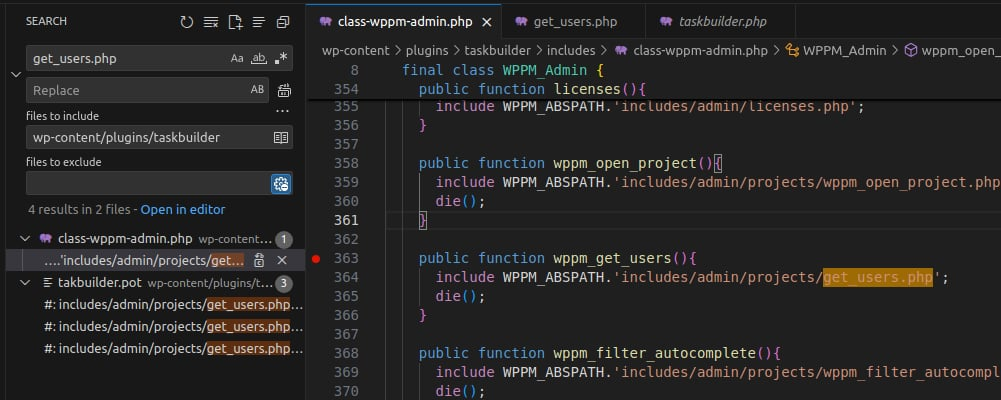 SEARCH
get_users.php
Aa
ab
.*
Replace
AB
files to include
wp-content/plugins/taskbuilder
files to exclude
4 results in 2 files - Open in editor
class-wppm-admin.php wp-content... 1
....'includes/admin/projects/get...
takbuilder.pot wp-content/plugins/t... 3
#: includes/admin/projects/get_users.php...
#: includes/admin/projects/get_users.php...
#: includes/admin/projects/get_users.php...
class-wppm-admin.php
get_users.php
taskbuilder.php
wp-content > plugins > taskbuilder > includes > class-wppm-admin.php > WPPM_Admin > wppm_open_
8 final class WPPM_Admin {
354 public function licenses(){
355 include WPPM_ABSPATH.'includes/admin/licenses.php';
356 }
357
358 public function wppm_open_project(){
359 include WPPM_ABSPATH.'includes/admin/projects/wppm_open_project.php
360 die();
361 }
362
363 public function wppm_get_users(){
364 include WPPM_ABSPATH.'includes/admin/projects/get_users.php';
365 die();
366 }
367
368 public function wppm_filter_autocomplete(){
369 include WPPM_ABSPATH.'includes/admin/projects/wppm_filter_autocompl
370 die();